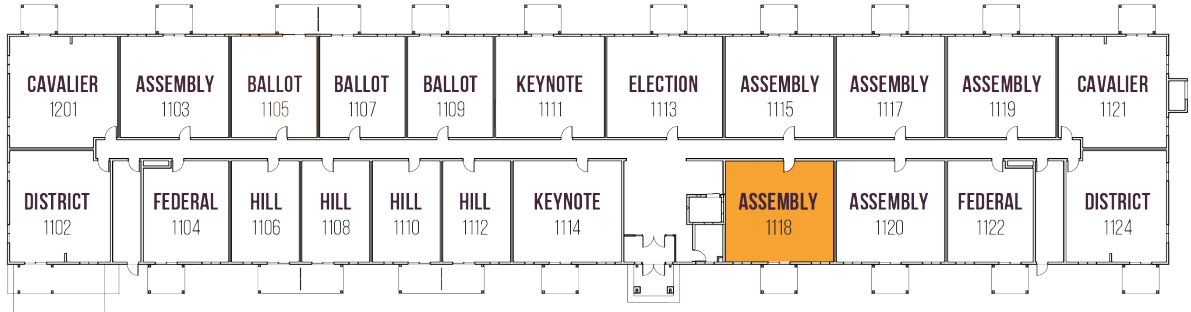 CAVALIER
1201
ASSEMBLY
1103
BALLOT
1105
BALLOT
1107
BALLOT
1109
KEYNOTE
1111
ELECTION
1113
ASSEMBLY
1115
ASSEMBLY
1117
ASSEMBLY
1119
CAVALIER
1121
DISTRICT
1102
FEDERAL
1104
HILL
1106
HILL
1108
HILL
1110
HILL
1112
KEYNOTE
1114
ASSEMBLY
1118
ASSEMBLY
1120
FEDERAL
1122
DISTRICT
1124